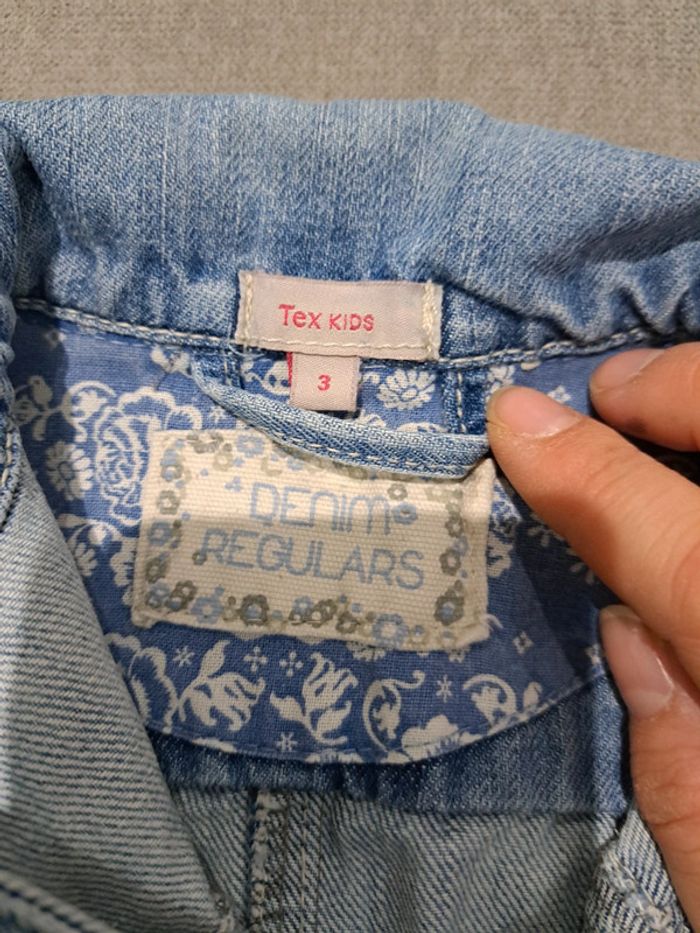 Tex KIDS
3
DENIM
REGULARS